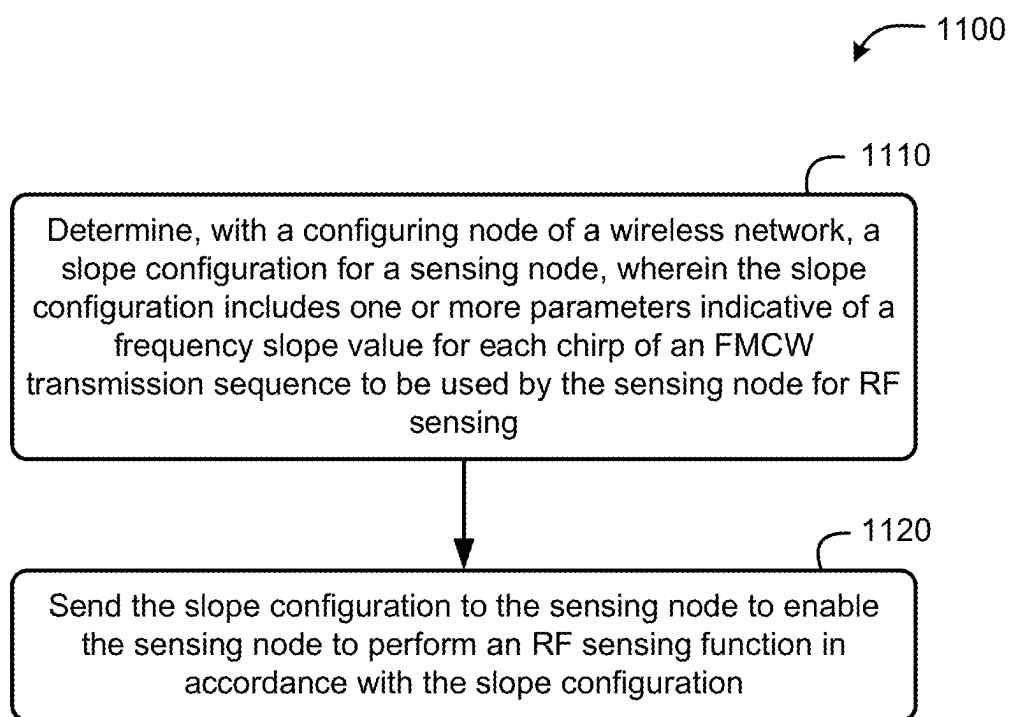 1100
1110
Determine, with a configuring node of a wireless network, a
slope configuration for a sensing node, wherein the slope
configuration includes one or more parameters indicative of a
frequency slope value for each chirp of an FMCW
transmission sequence to be used by the sensing node for RF
sensing
1120
Send the slope configuration to the sensing node to enable
the sensing node to perform an RF sensing function in
accordance with the slope configuration